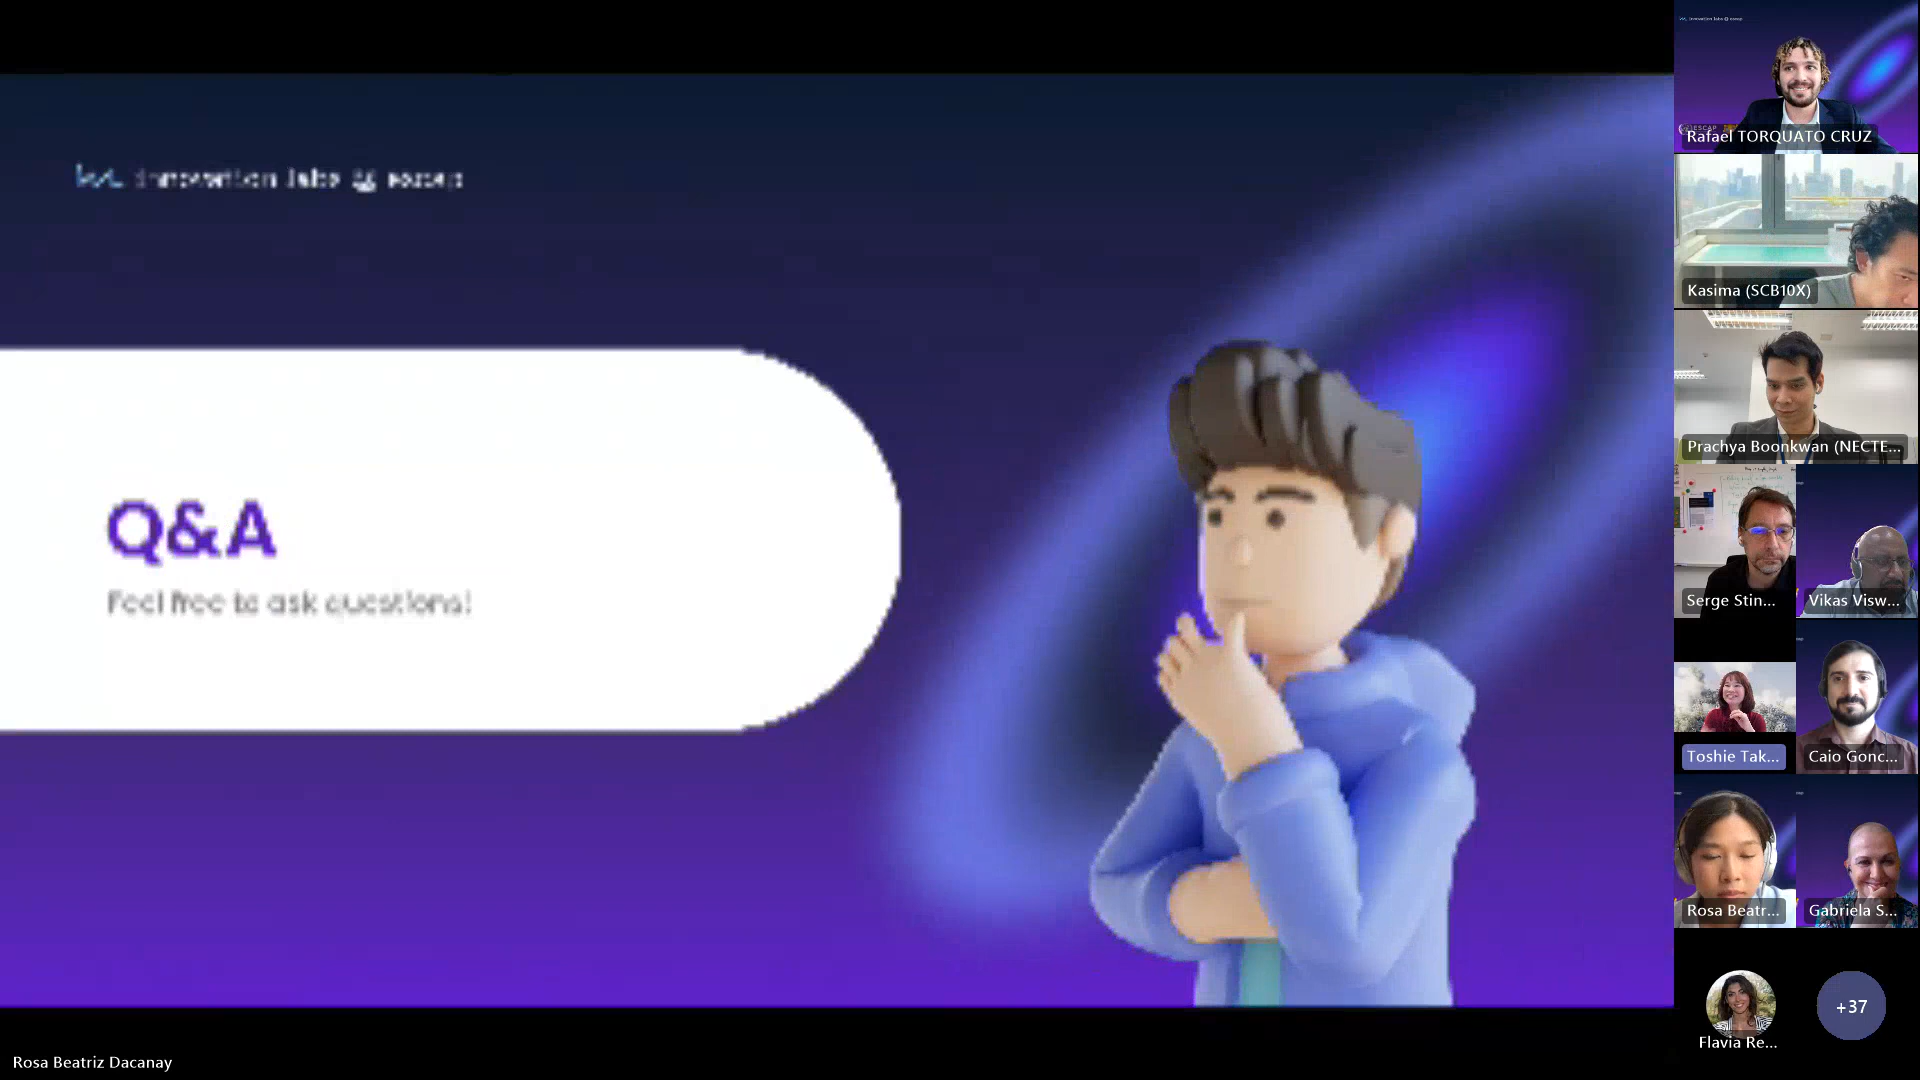 innovation labs @ escap
Q&A
Feel free to ask questions!
Rosa Beatriz Dacanay
Rafael TORQUATO CRUZ
Kasima (SCB10X)
Prachya Boonkwan (NECTE...
Serge Stin...
Vikas Visw...
Toshie Tak...
Caio Gonc...
Rosa Beatr...
Gabriela S...
Flavia Re...
+37